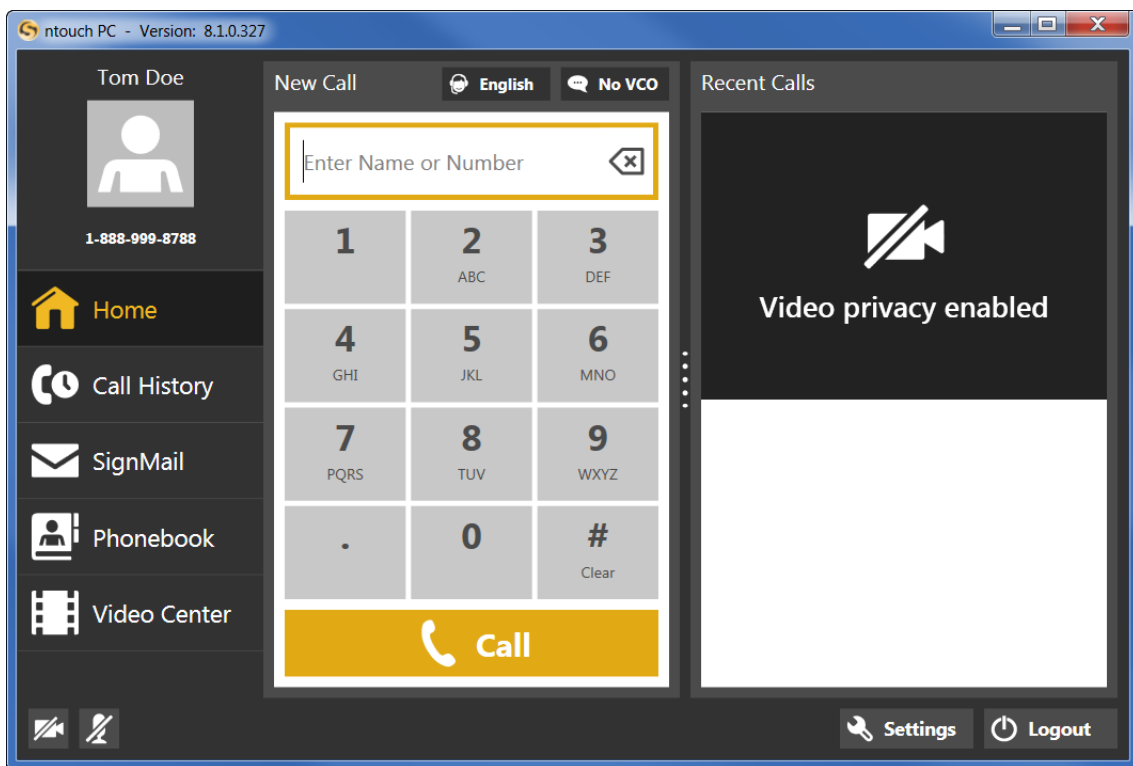 ntouch PC - Version: 8.1.0.327
Tom Doe
1-888-999-8788
Home
Call History
SignMail
Phonebook
Video Center
New Call
English
No VCO
Enter Name or Number
1
2
3
ABC
DEF
4
5
6
GHI
JKL
MNO
7
8
9
PQRS
TUV
WXYZ
.
0
#
Clear
Call
Recent Calls
Video privacy enabled
Settings
Logout